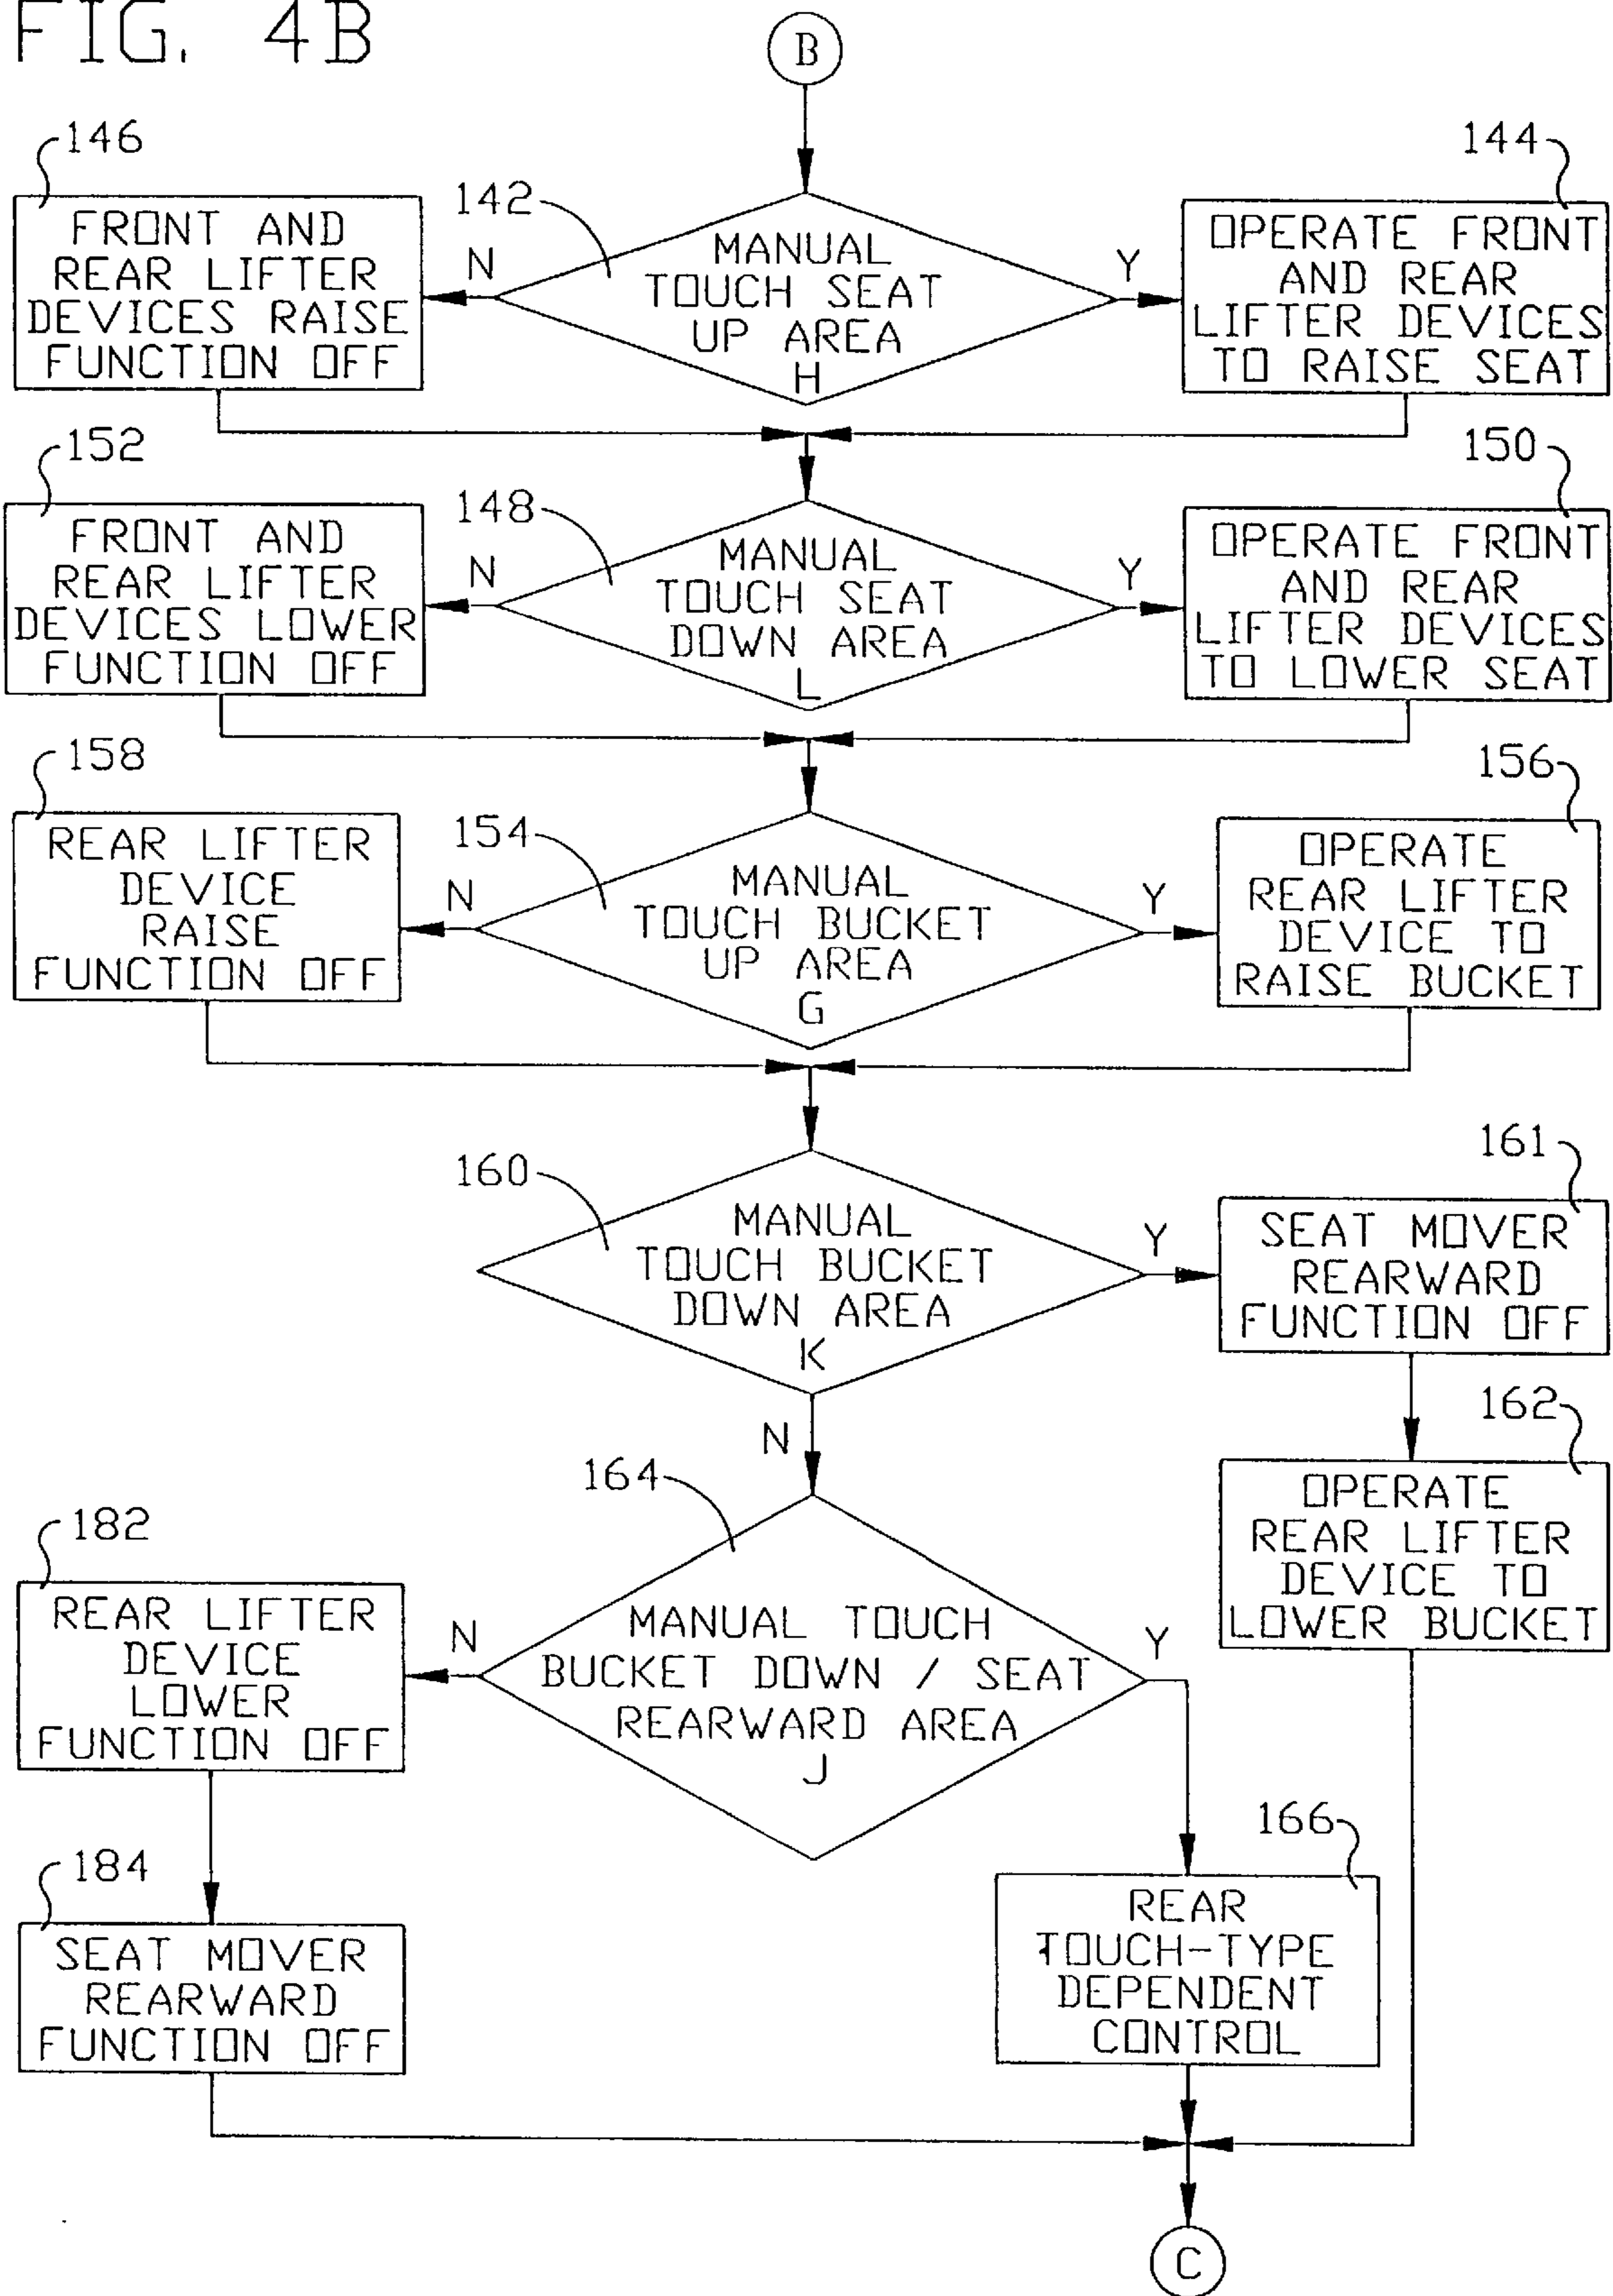 FIG. 4B
B
146
144
142
FRONT AND
REAR LIFTER
DEVICES RAISE
FUNCTION OFF
N
MANUAL
TOUCH SEAT
UP AREA
H
Y
OPERATE FRONT
AND REAR
LIFTER DEVICES
TO RAISE SEAT
152
150
148
FRONT AND
REAR LIFTER
DEVICES LOWER
FUNCTION OFF
N
MANUAL
TOUCH SEAT
DOWN AREA
L
Y
OPERATE FRONT
AND REAR
LIFTER DEVICES
TO LOWER SEAT
158
156
154
REAR LIFTER
DEVICE
RAISE
FUNCTION OFF
N
MANUAL
TOUCH BUCKET
UP AREA
G
Y
OPERATE
REAR LIFTER
DEVICE TO
RAISE BUCKET
161
160
MANUAL
TOUCH BUCKET
DOWN AREA
K
Y
SEAT MOVER
REARWARD
FUNCTION OFF
162
N
164
OPERATE
REAR LIFTER
DEVICE TO
LOWER BUCKET
182
REAR LIFTER
DEVICE
LOWER
FUNCTION OFF
N
MANUAL TOUCH
BUCKET DOWN / SEAT
REARWARD AREA
J
Y
166
184
REAR
TOUCH-TYPE
DEPENDENT
CONTROL
SEAT MOVER
REARWARD
FUNCTION OFF
C